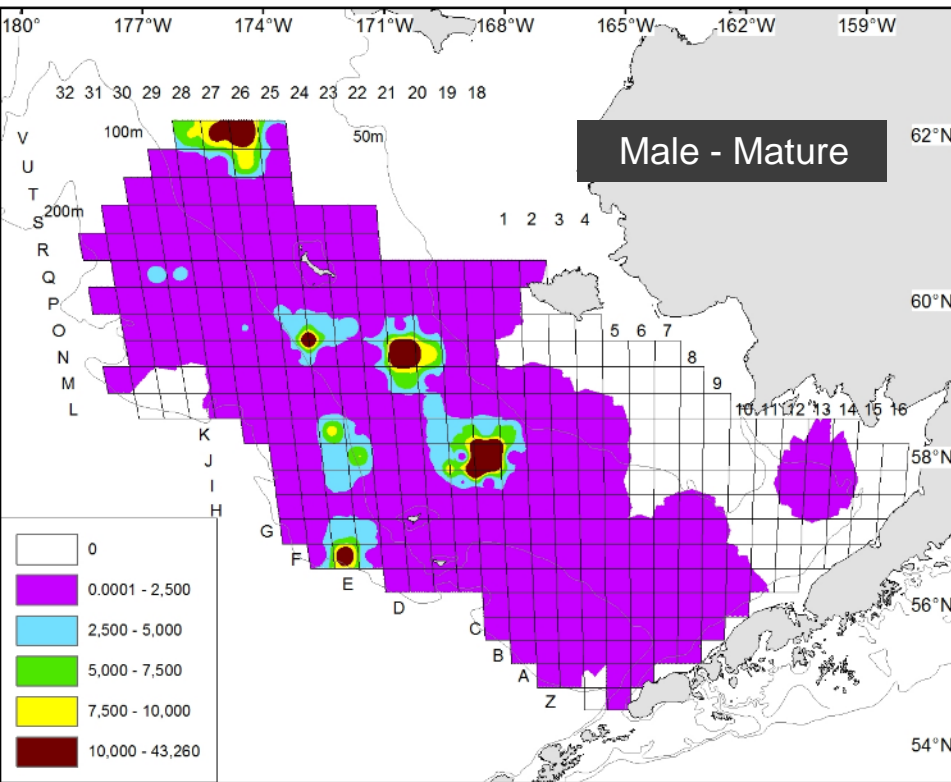 180° 177°W 174°W 171°W 168°W 165°W 162°W 159°W
32 31 30 29 28 27 26 25 24 23 22 21 20 19 18
V 100m 50m 62°N
Male - Mature
U
T
200m
S 1 2 3 4
R
Q
P 60°N
O 5 6 7
N 8
M 9
L 10 11 12 13 14 15 16
K
J 58°N
I
H
G
F
E
D 56°N
C
B
A
Z
54°N
0
0.0001 - 2,500
2,500 - 5,000
5,000 - 7,500
7,500 - 10,000
10,000 - 43,260